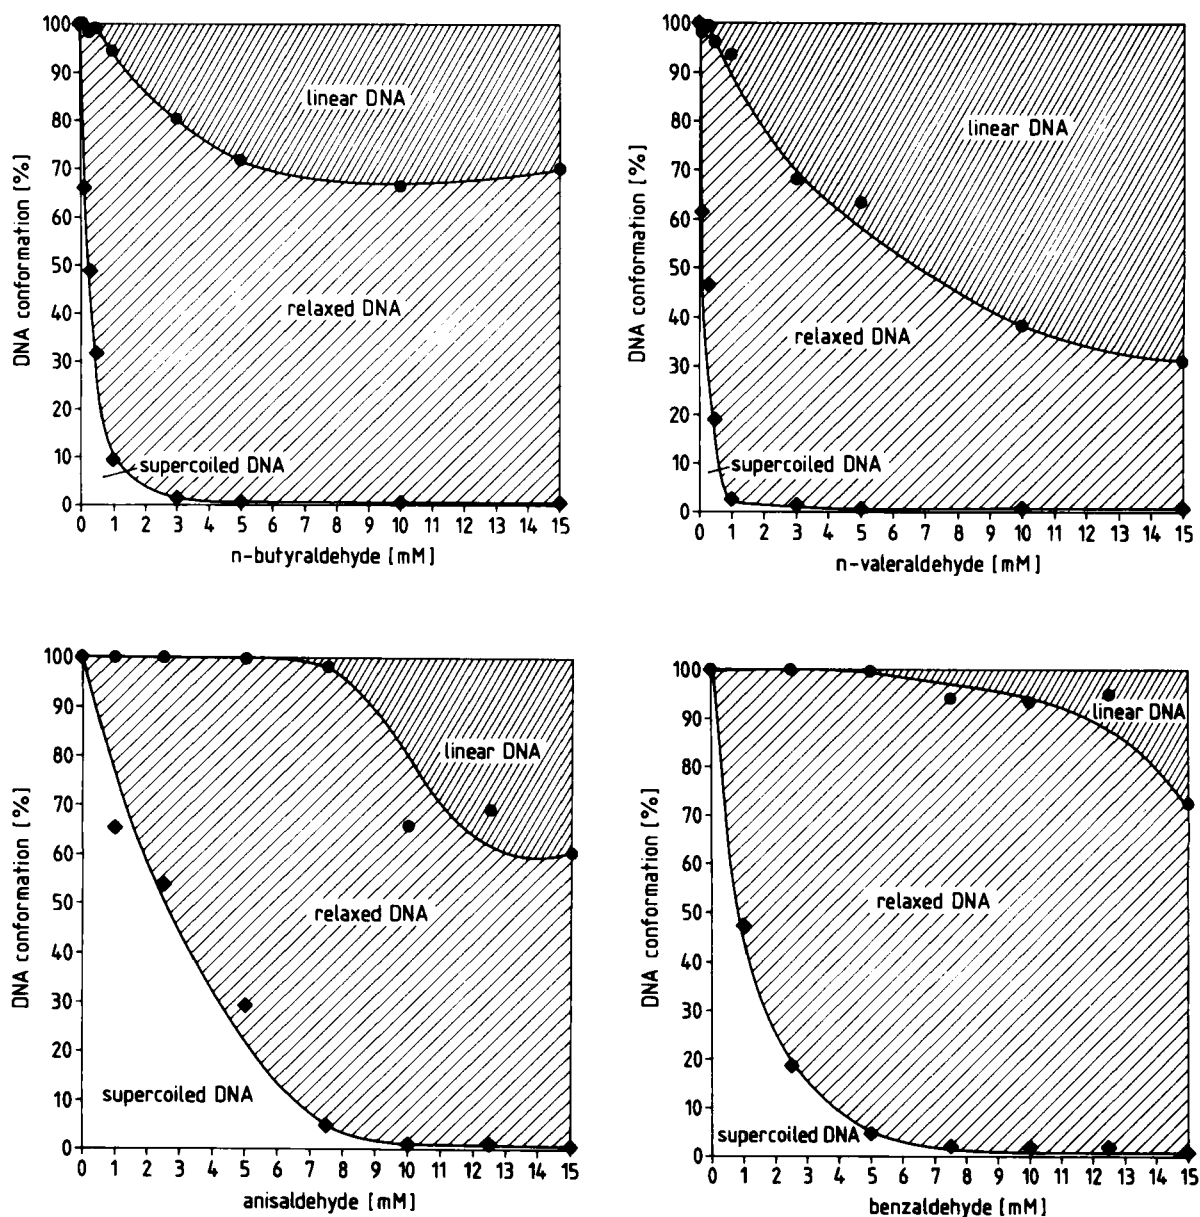 100
90
80
70
60
50
40
30
20
10
0
DNA conformation [%]
linear DNA
relaxed DNA
supercoiled DNA
0 1 2 3 4 5 6 7 8 9 10 11 12 13 14 15
n-butyraldehyde [mM]
100
90
80
70
60
50
40
30
20
10
0
DNA conformation [%]
linear DNA
relaxed DNA
supercoiled DNA
0 1 2 3 4 5 6 7 8 9 10 11 12 13 14 15
n-valeraldehyde [mM]
100
90
80
70
60
50
40
30
20
10
0
DNA conformation [%]
linear DNA
relaxed DNA
supercoiled DNA
0 1 2 3 4 5 6 7 8 9 10 11 12 13 14 15
anisaldehyde [mM]
100
90
80
70
60
50
40
30
20
10
0
DNA conformation [%]
linear DNA
relaxed DNA
supercoiled DNA
0 1 2 3 4 5 6 7 8 9 10 11 12 13 14 15
benzaldehyde [mM]